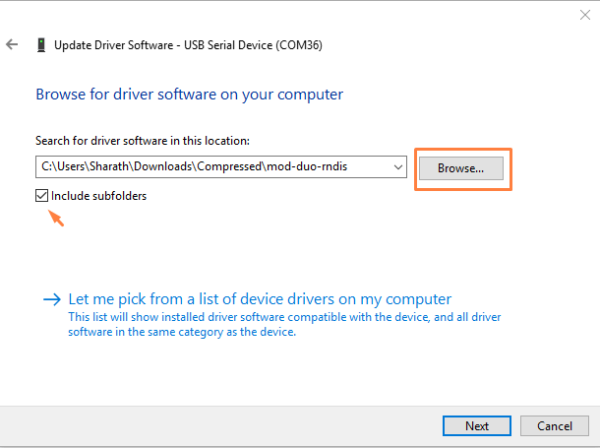 Update Driver Software - USB Serial Device (COM36)
Browse for driver software on your computer
Search for driver software in this location:
C:\Users\Sharath\Downloads\Compressed\mod-duo-rndis
Browse...
Include subfolders
Let me pick from a list of device drivers on my computer
This list will show installed driver software compatible with the device, and all driver
software in the same category as the device.
Next
Cancel